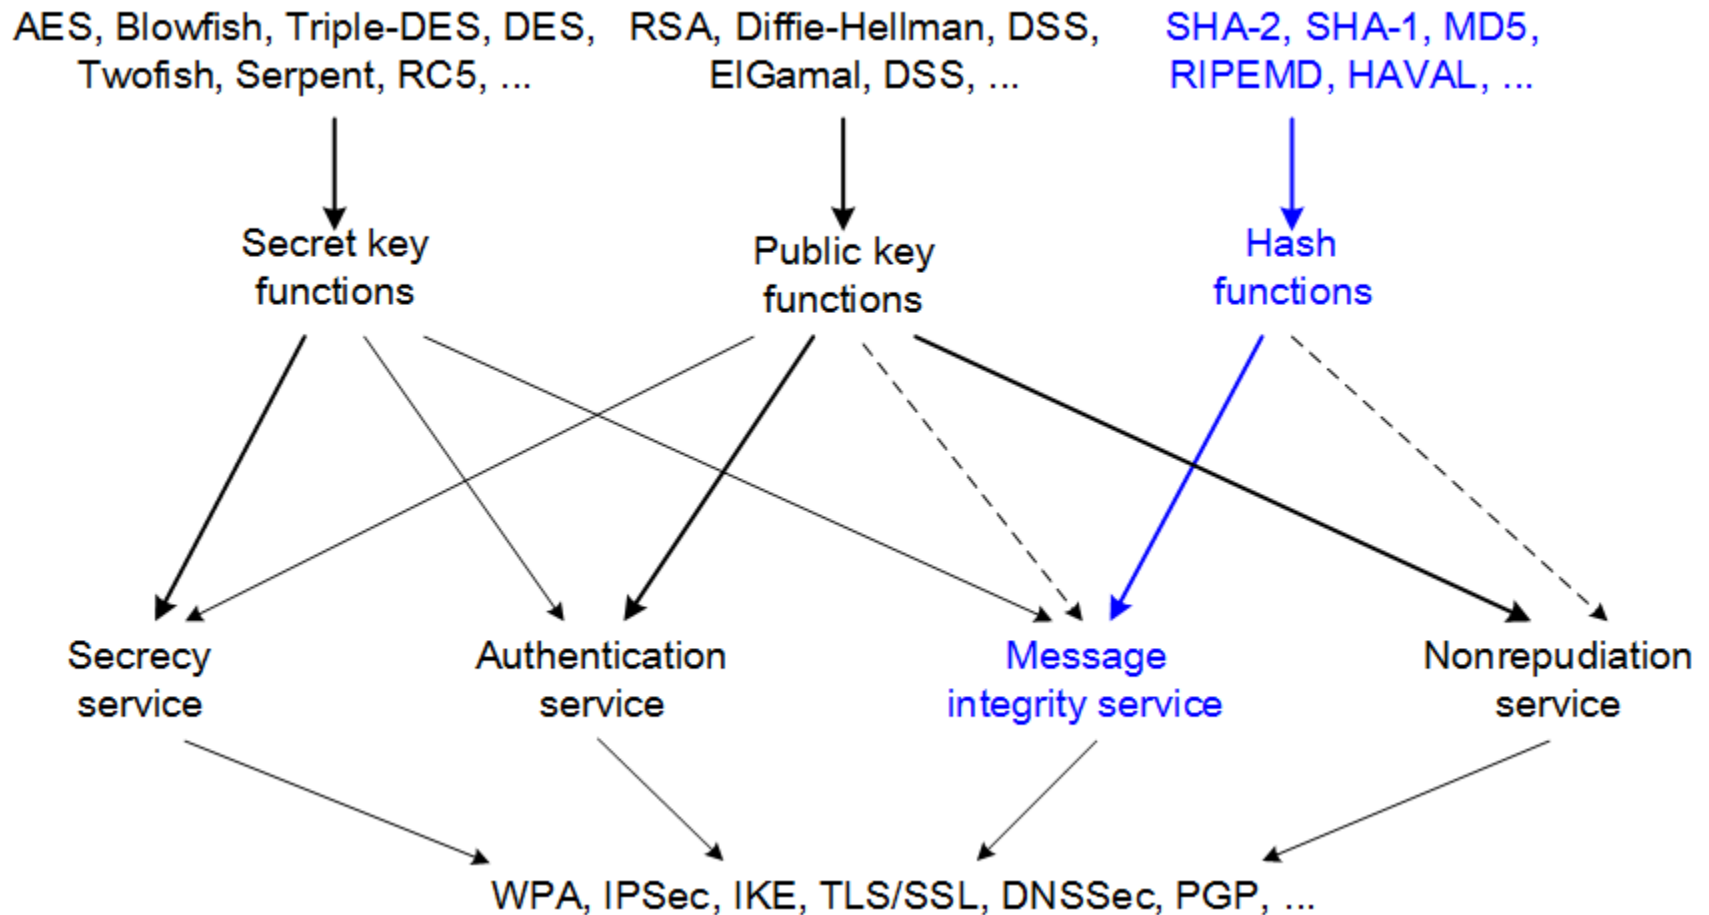 AES, Blowfish, Triple-DES, DES,
Twofish, Serpent, RC5, ...
RSA, Diffie-Hellman, DSS,
ElGamal, DSS, ...
SHA-2, SHA-1, MD5,
RIPEMD, HAVAL, ...
Secret key
functions
Public key
functions
Hash
functions
Secrecy
service
Authentication
service
Message
integrity service
Nonrepudiation
service
WPA, IPSec, IKE, TLS/SSL, DNSSec, PGP, ...